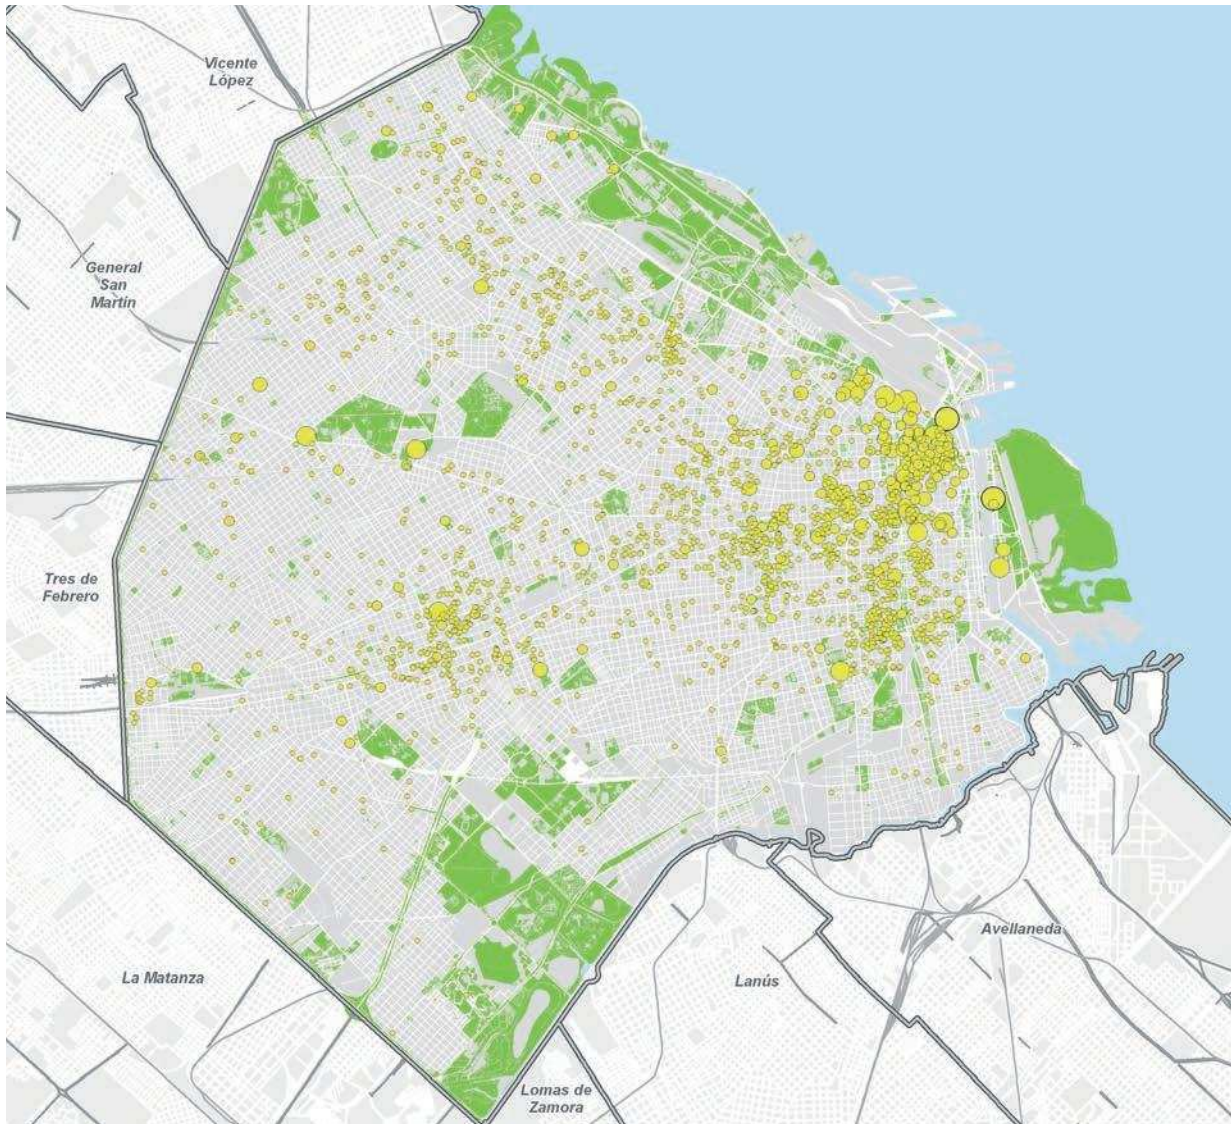 Vicente
López
General
San
Martín
Tres de
Febrero
La Matanza
Lomas de
Zamora
Lanús
Avellaneda